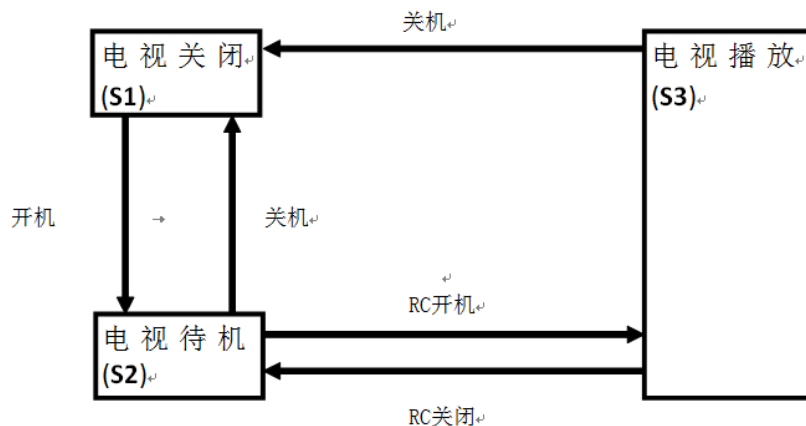 关机
电视关闭
(S1)
电视播放
(S3)
开机
关机
RC开机
电视待机
(S2)
RC关闭